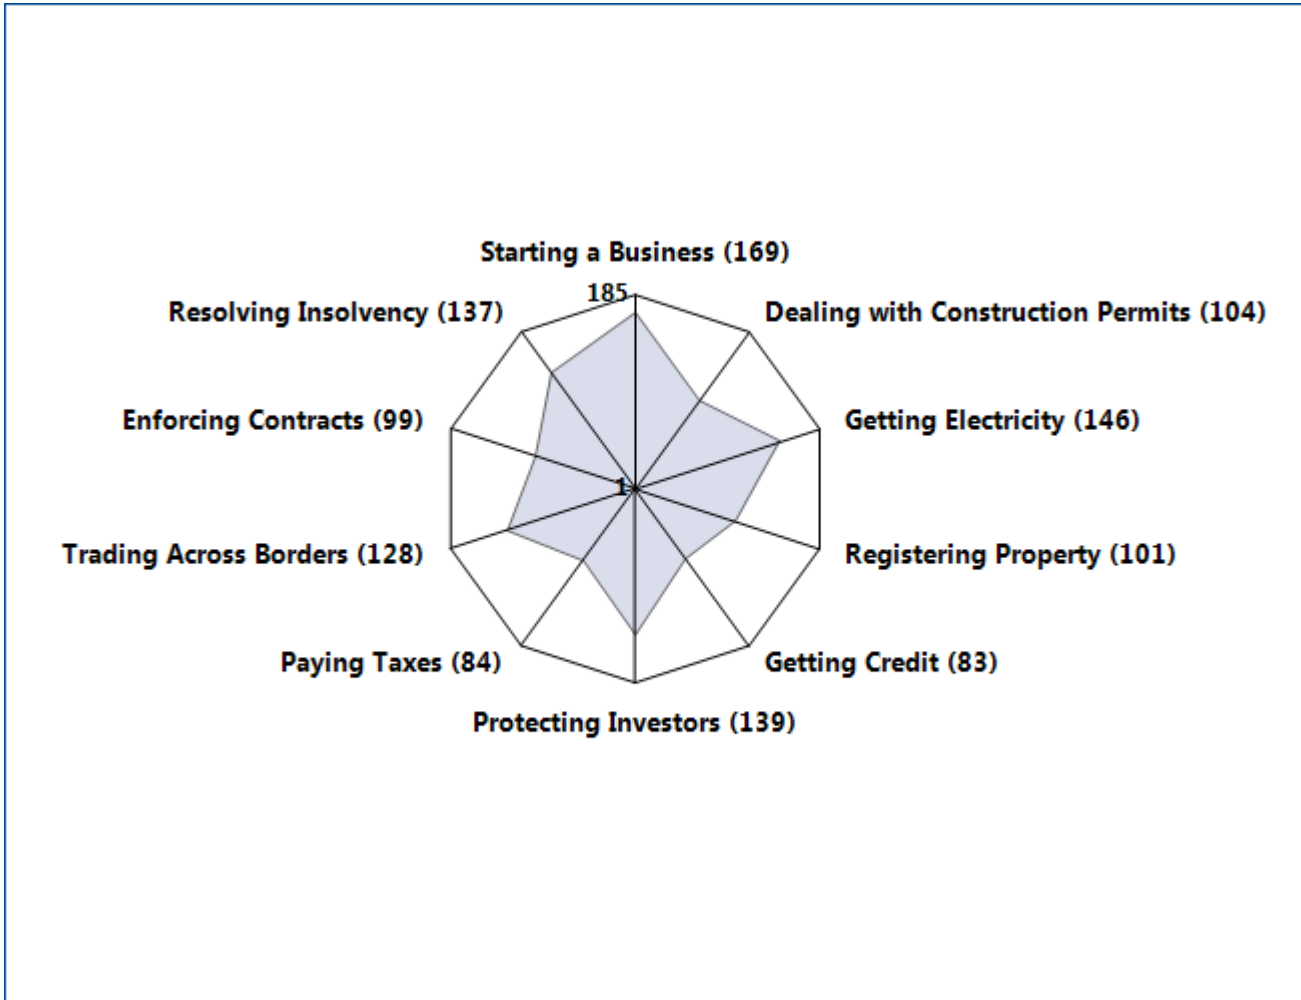 Starting a Business (169)
185
Resolving Insolvency (137)
Dealing with Construction Permits (104)
Enforcing Contracts (99)
Getting Electricity (146)
1
Trading Across Borders (128)
Registering Property (101)
Paying Taxes (84)
Getting Credit (83)
Protecting Investors (139)